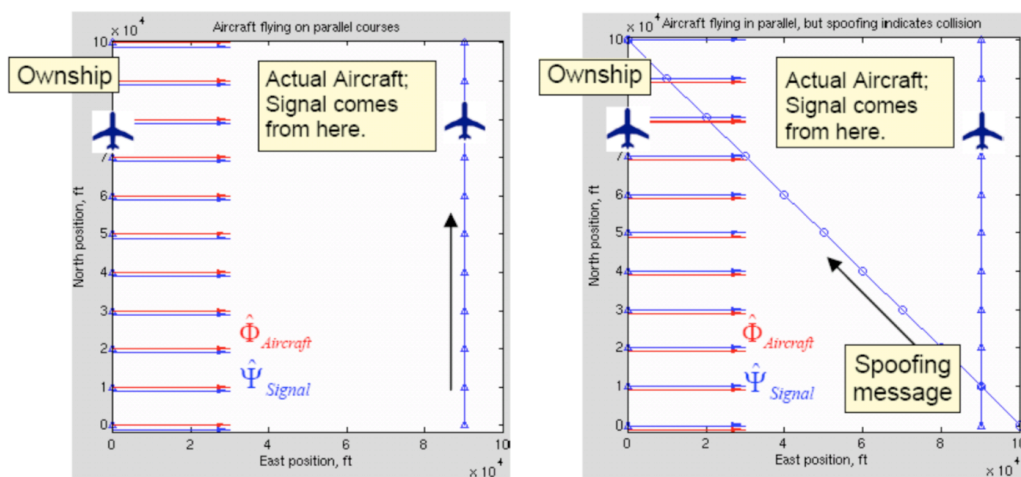 Aircraft flying on parallel courses
× 10⁴
10
9
8
7
6
5
4
3
2
1
0
North position, ft
Ownship
Actual Aircraft;
Signal comes
from here.
Φ̂ Aircraft
Ψ̂ Signal
0
2
4
6
8
10
East position, ft
× 10⁴
Aircraft flying in parallel, but spoofing indicates collision
× 10⁴
10
9
8
7
6
5
4
3
2
1
0
North position, ft
Ownship
Actual Aircraft;
Signal comes
from here.
Φ̂ Aircraft
Ψ̂ Signal
Spoofing
message
0
2
4
6
8
10
East position, ft
× 10⁴